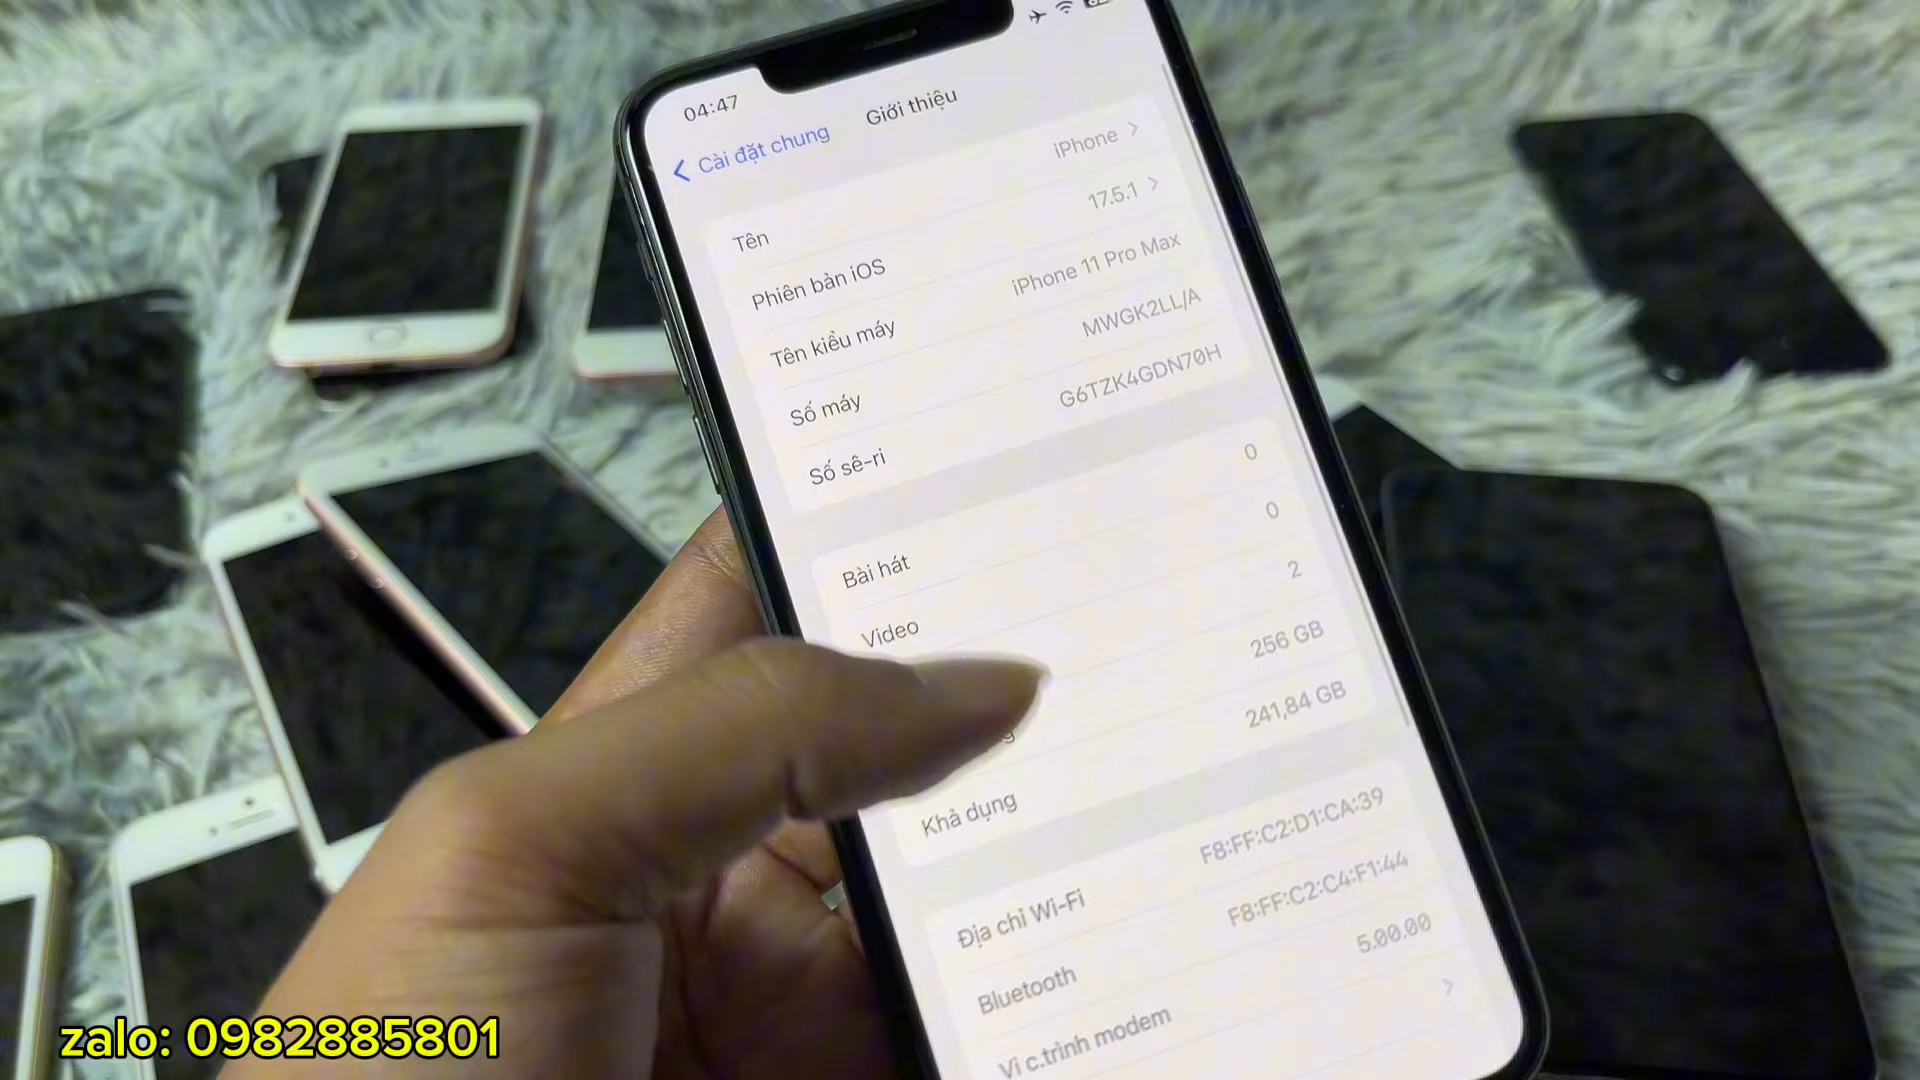 04:47
Cài đặt chung
Giới thiệu
Tên
iPhone
Phiên bản iOS
17.5.1
Tên kiểu máy
iPhone 11 Pro Max
Số máy
MWGK2LL/A
Số sê-ri
G6TZK4GDN70H
Bài hát
0
Video
0
2
256 GB
Khả dụng
241,84 GB
Địa chỉ Wi-Fi
F8:FF:C2:D1:CA:39
Bluetooth
F8:FF:C2:C4:F1:44
Vi c.trình modem
5.00.00
zalo: 0982885801